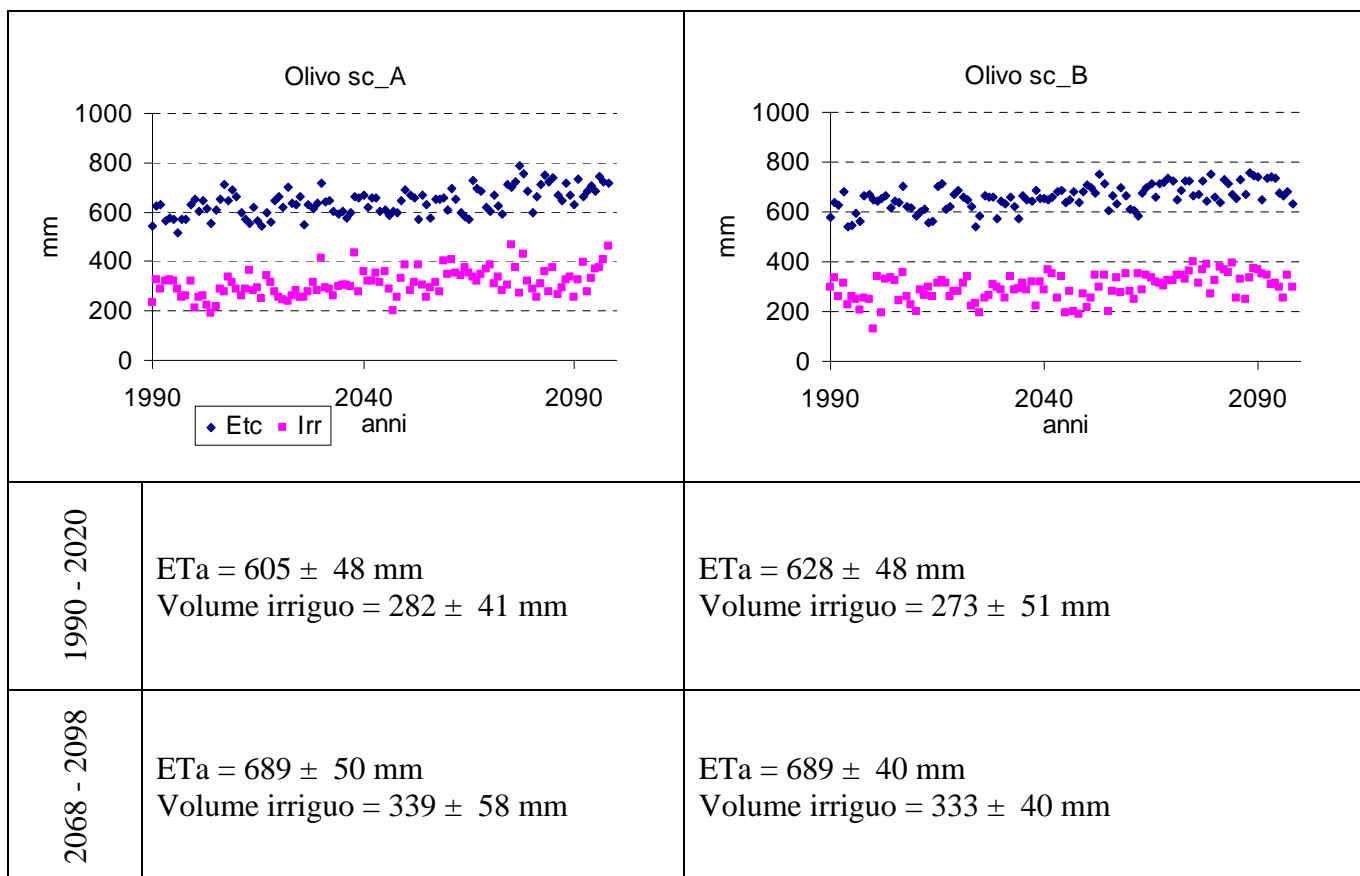 Olivo sc_A
1000
800
600
400
200
0
mm
1990
2040
2090
anni
Etc Irr
Olivo sc_B
1000
800
600
400
200
0
mm
1990
2040
2090
anni
1990 - 2020
ETa = 605 ± 48 mm
Volume irriguo = 282 ± 41 mm
ETa = 628 ± 48 mm
Volume irriguo = 273 ± 51 mm
2068 - 2098
ETa = 689 ± 50 mm
Volume irriguo = 339 ± 58 mm
ETa = 689 ± 40 mm
Volume irriguo = 333 ± 40 mm